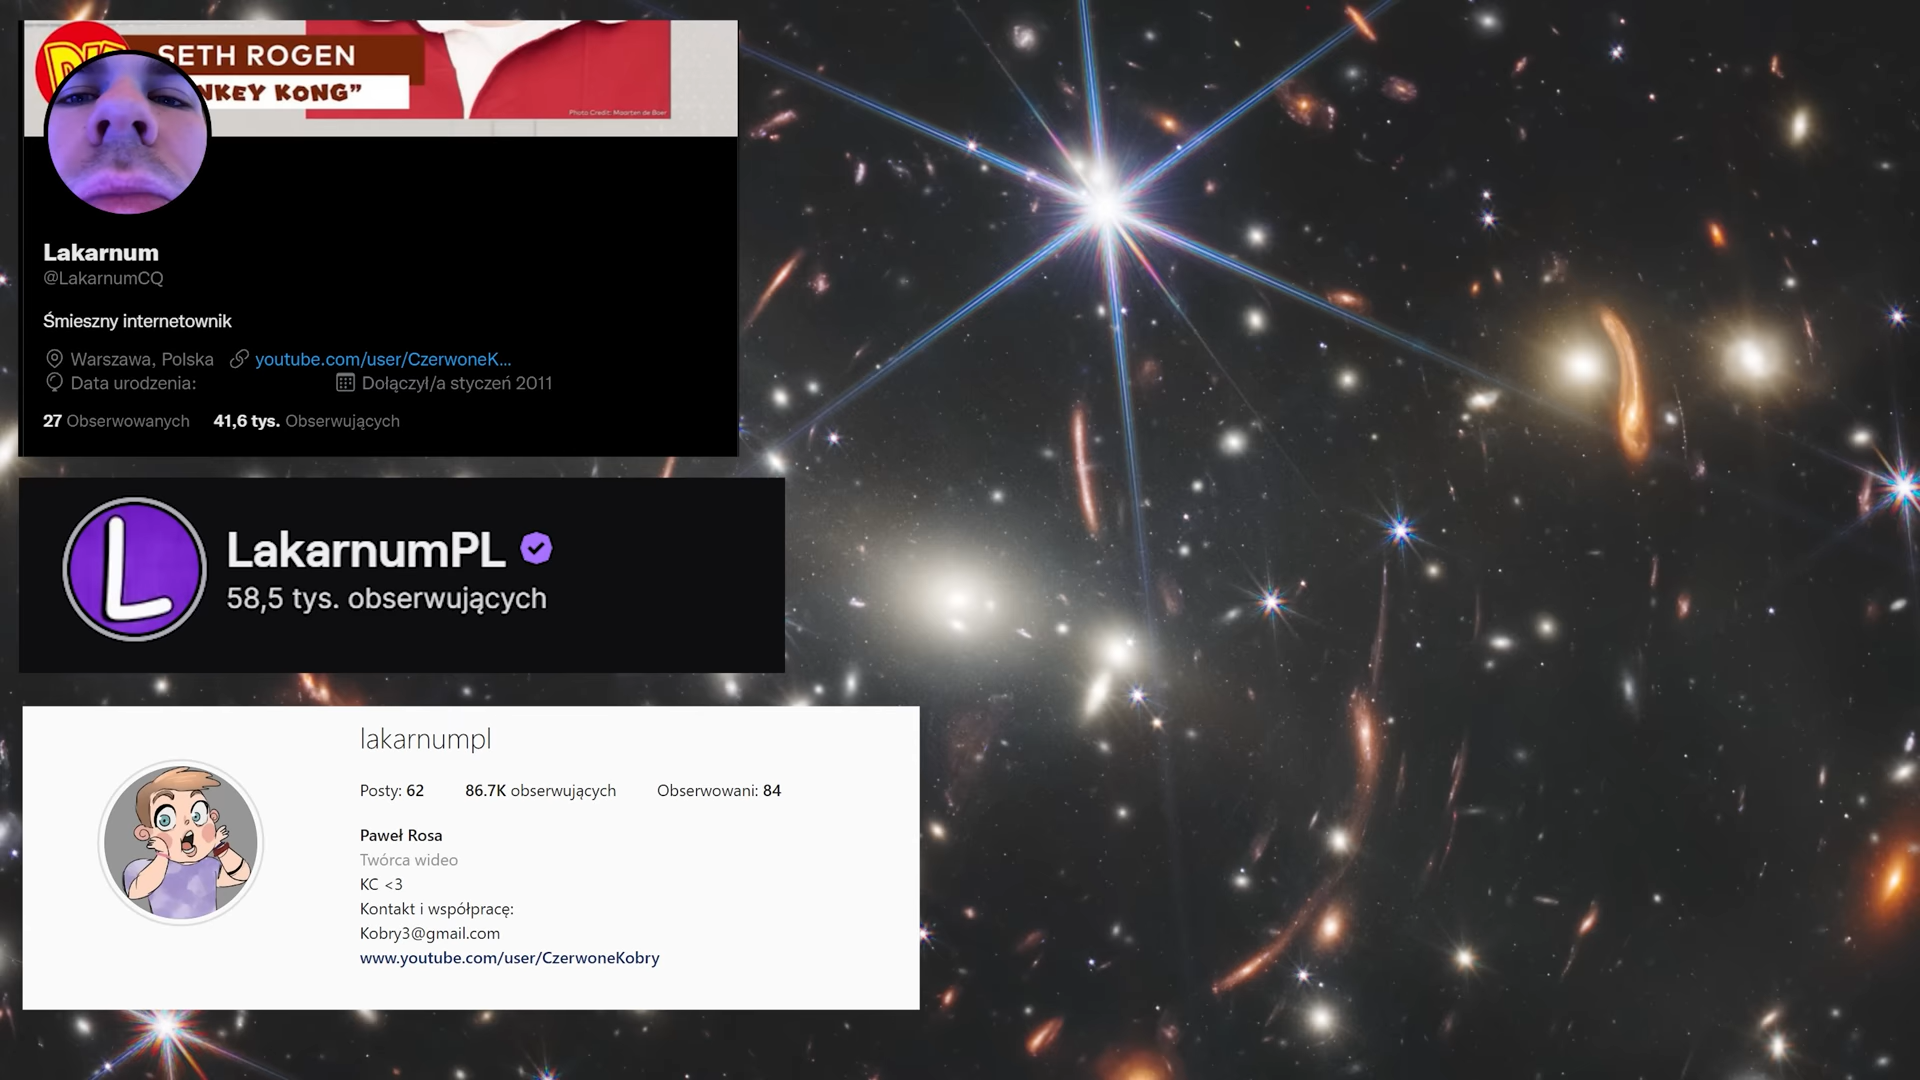 SETH ROGEN
NKEY KONG”
Photo Credit: Maarten de Boer
Lakarnum
@LakarnumCQ
Śmieszny internetownik
Warszawa, Polska youtube.com/user/CzerwoneK...
Data urodzenia: Dołączył/a styczeń 2011
27 Obserwowanych 41,6 tys. Obserwujących
L
LakarnumPL
58,5 tys. obserwujących
lakarnumpl
Posty: 62 86.7K obserwujących Obserwowani: 84
Paweł Rosa
Twórca wideo
KC <3
Kontakt i współpracę:
Kobry3@gmail.com
www.youtube.com/user/CzerwoneKobry